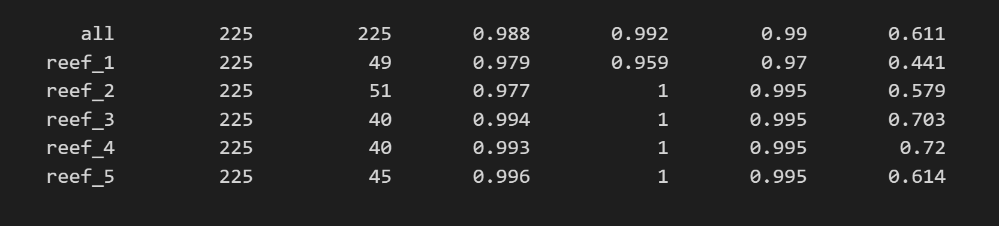 all 225 225 0.988 0.992 0.99 0.611
reef_1 225 49 0.979 0.959 0.97 0.441
reef_2 225 51 0.977 1 0.995 0.579
reef_3 225 40 0.994 1 0.995 0.703
reef_4 225 40 0.993 1 0.995 0.72
reef_5 225 45 0.996 1 0.995 0.614